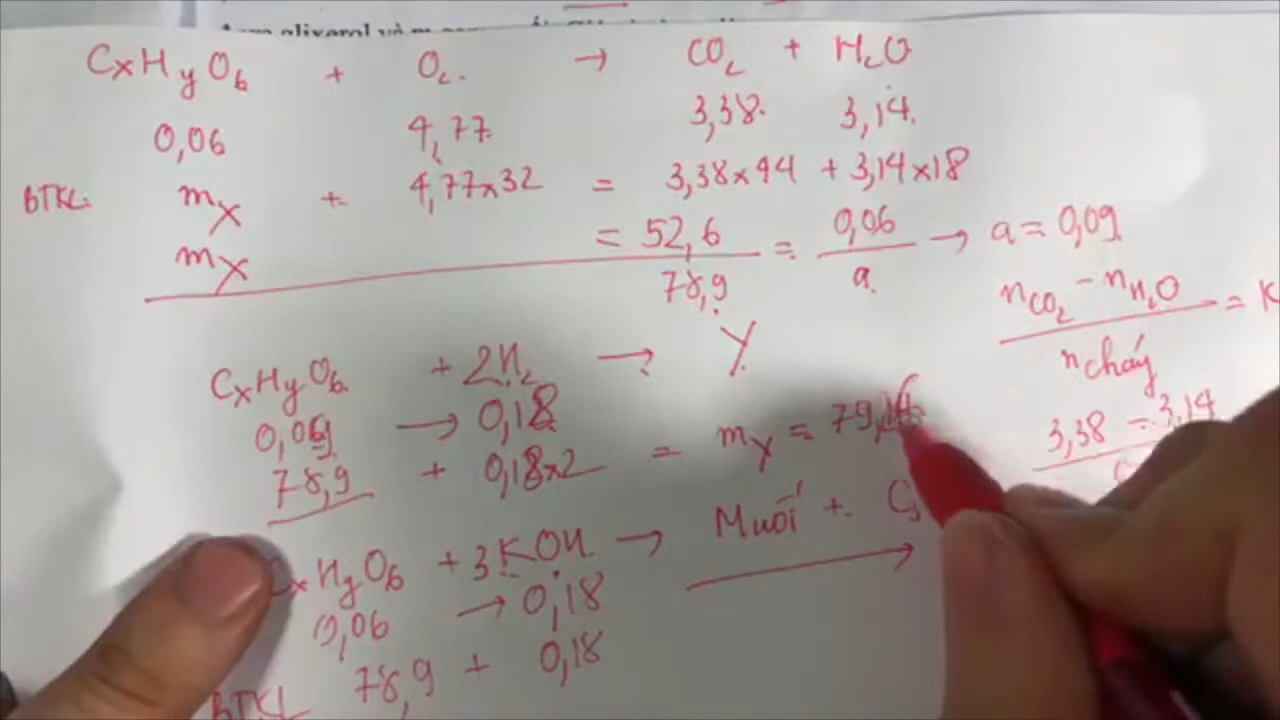 glixerol và m
CxHyO6 + O2 → CO2 + H2O
0,06 4,77 3,38 3,14
BTKL: mX + 4,77x32 = 3,38x44 + 3,14x18
mX = 52,6 / 78,9 = 0,06 / a → a = 0,09
nCO2 - nH2O / n cháy = K
3,38 - 3,14
CxHyO6 + 2H2 → Y
0,09 → 0,18
78,9 + 0,18x2 = mY = 79,
CxHyO6 + 3KOH → Muối +
0,06 → 0,18
BTKL 78,9 + 0,18